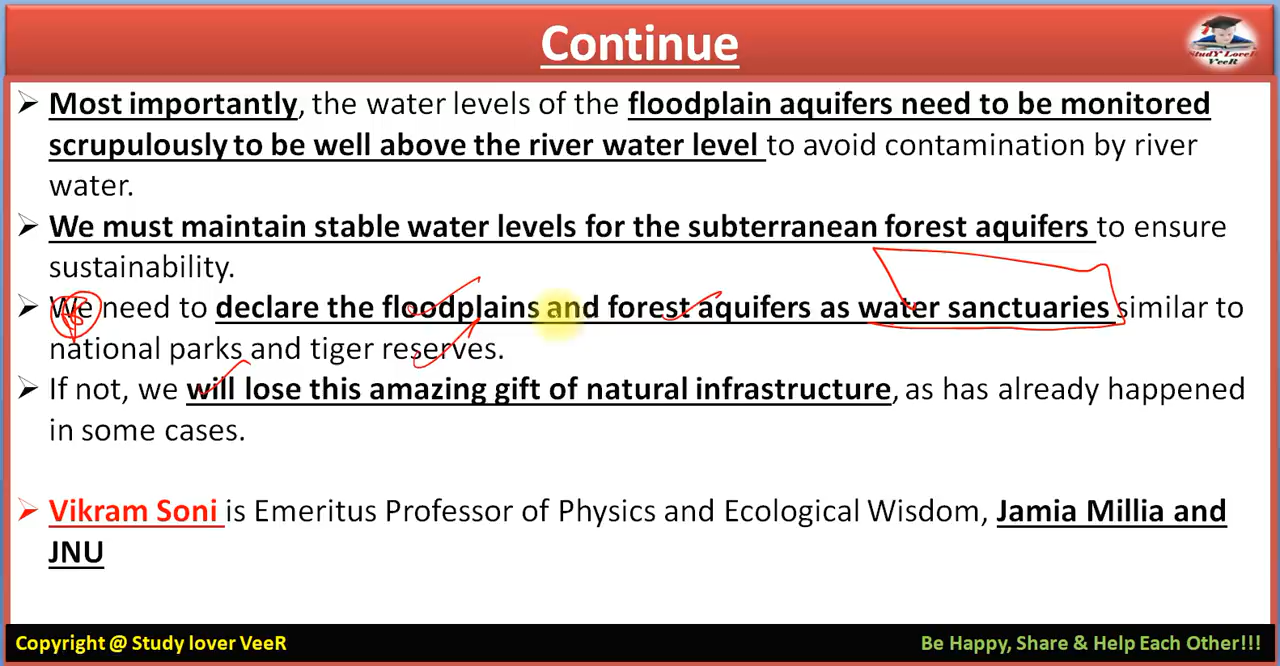 Continue
StudY LoveR
VeeR
➢ Most importantly, the water levels of the floodplain aquifers need to be monitored
scrupulously to be well above the river water level to avoid contamination by river
water.
➢ We must maintain stable water levels for the subterranean forest aquifers to ensure
sustainability.
➢ We need to declare the floodplains and forest aquifers as water sanctuaries similar to
national parks and tiger reserves.
➢ If not, we will lose this amazing gift of natural infrastructure, as has already happened
in some cases.
➢ Vikram Soni is Emeritus Professor of Physics and Ecological Wisdom, Jamia Millia and
JNU
Copyright @ Study lover VeeR
Be Happy, Share & Help Each Other!!!